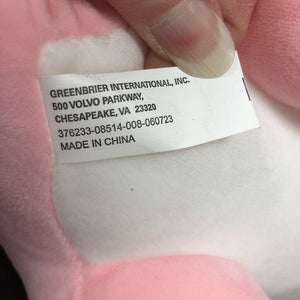 GREENBRIER INTERNATIONAL, INC.
500 VOLVO PARKWAY,
CHESAPEAKE, VA 23320
376233-08514-008-060723
MADE IN CHINA